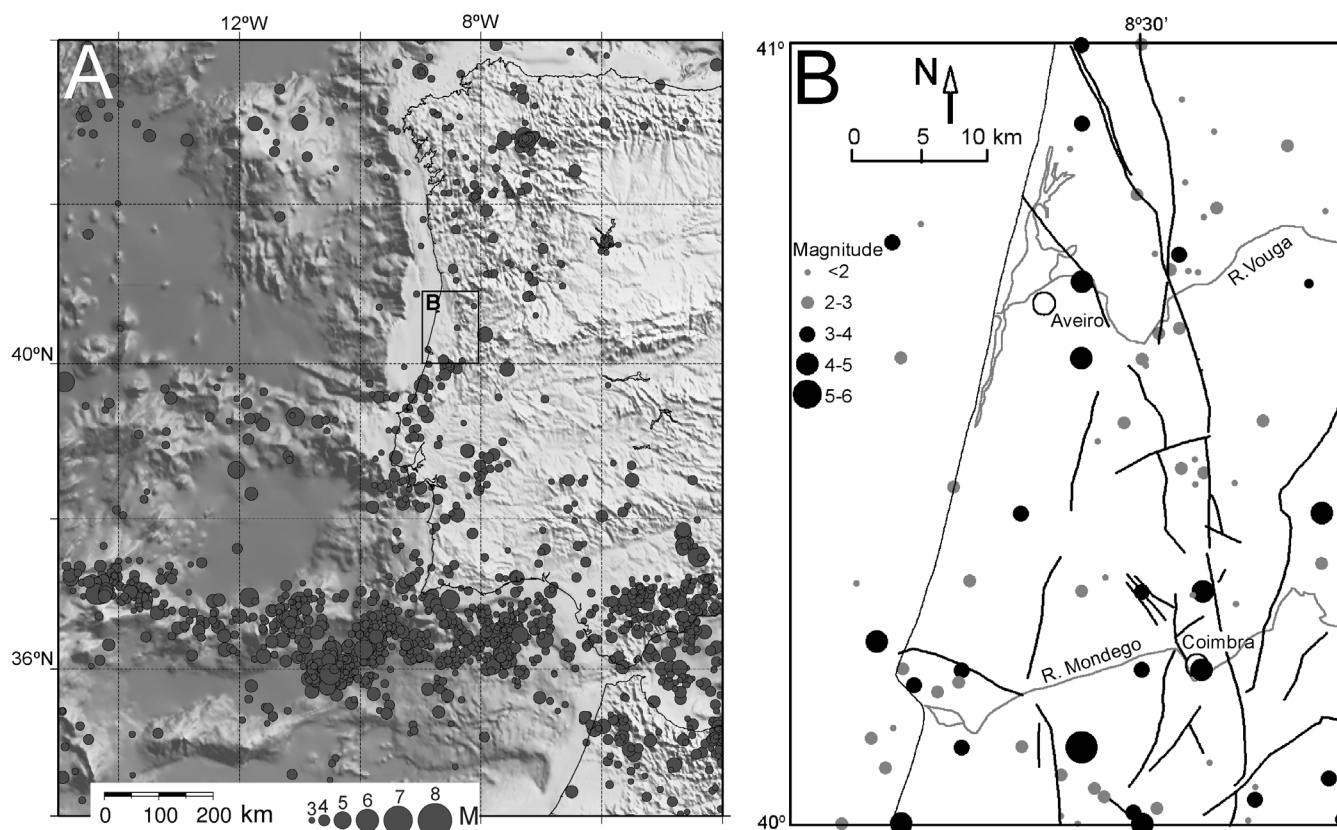 12ºW 8ºW
A
B
40ºN
36ºN
0 100 200 km
3 4 5 6 7 8 M
8º30'
41º
B
N
0 5 10 km
Magnitude
<2
2-3
3-4
4-5
5-6
R.Vouga
Aveiro
Coimbra
R. Mondego
40º